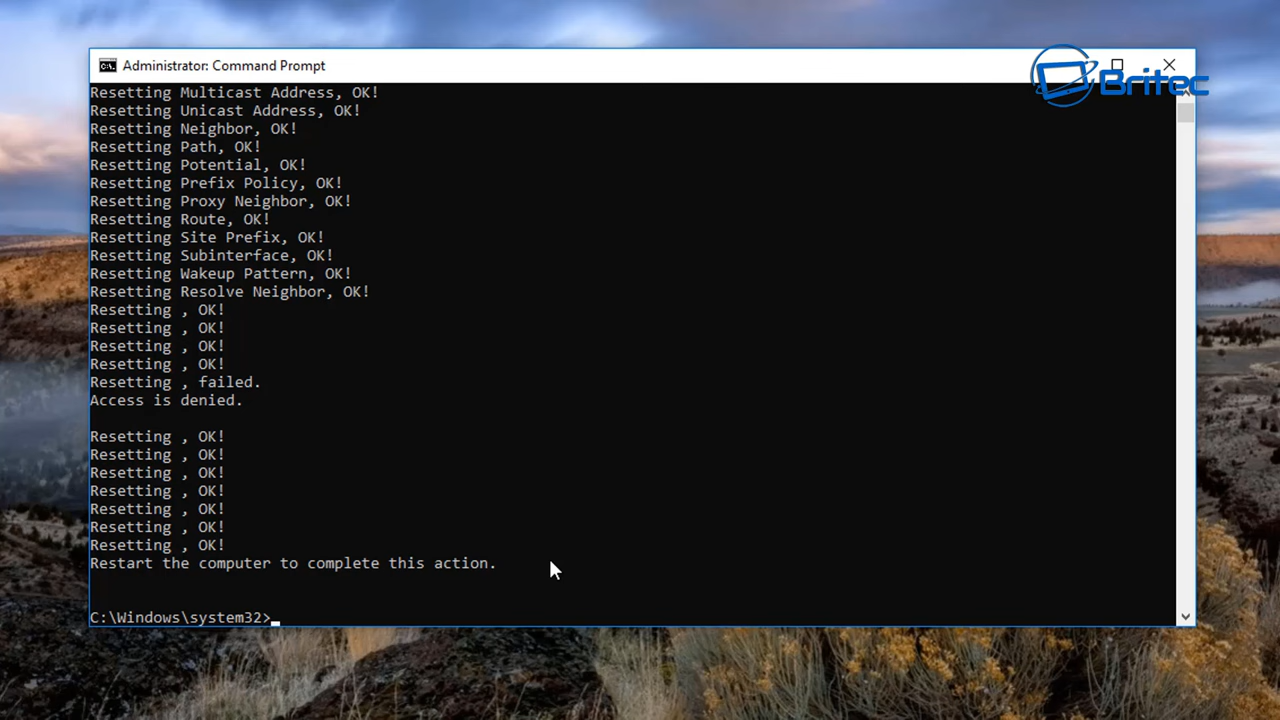 Administrator: Command Prompt
Britec
Resetting Multicast Address, OK!
Resetting Unicast Address, OK!
Resetting Neighbor, OK!
Resetting Path, OK!
Resetting Potential, OK!
Resetting Prefix Policy, OK!
Resetting Proxy Neighbor, OK!
Resetting Route, OK!
Resetting Site Prefix, OK!
Resetting Subinterface, OK!
Resetting Wakeup Pattern, OK!
Resetting Resolve Neighbor, OK!
Resetting , OK!
Resetting , OK!
Resetting , OK!
Resetting , OK!
Resetting , failed.
Access is denied.
Resetting , OK!
Resetting , OK!
Resetting , OK!
Resetting , OK!
Resetting , OK!
Resetting , OK!
Resetting , OK!
Restart the computer to complete this action.
C:\Windows\system32>